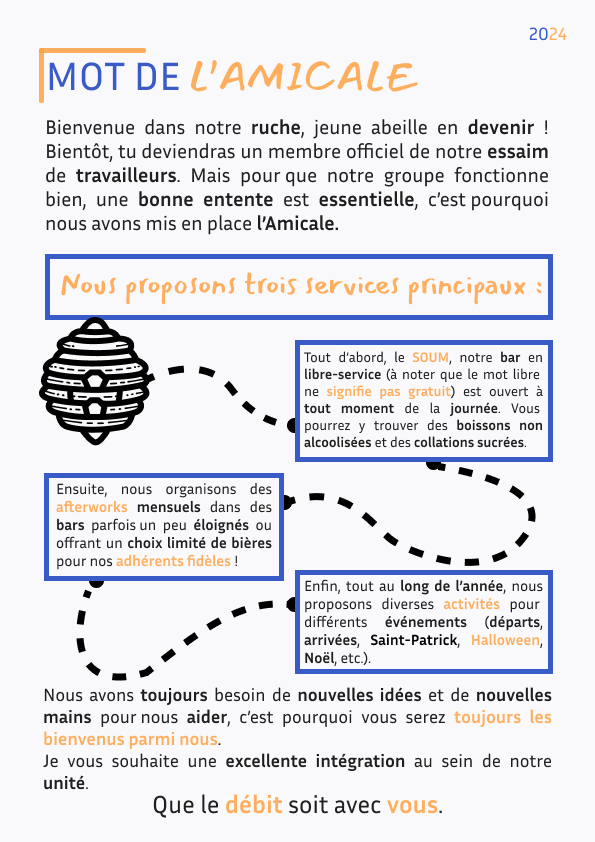 2024
MOT DE L'AMICALE
Bienvenue dans notre ruche, jeune abeille en devenir !
Bientôt, tu deviendras un membre officiel de notre essaim
de travailleurs. Mais pour que notre groupe fonctionne
bien, une bonne entente est essentielle, c'est pourquoi
nous avons mis en place l'Amicale.
Nous proposons trois services principaux :
Tout d'abord, le SOUM, notre bar en
libre-service (à noter que le mot libre
ne signifie pas gratuit) est ouvert à
tout moment de la journée. Vous
pourrez y trouver des boissons non
alcoolisées et des collations sucrées.
Ensuite, nous organisons des
afterworks mensuels dans des
bars parfois un peu éloignés ou
offrant un choix limité de bières
pour nos adhérents fidèles !
Enfin, tout au long de l'année, nous
proposons diverses activités pour
différents événements (départs,
arrivées, Saint-Patrick, Halloween,
Noël, etc.).
Nous avons toujours besoin de nouvelles idées et de nouvelles
mains pour nous aider, c'est pourquoi vous serez toujours les
bienvenus parmi nous.
Je vous souhaite une excellente intégration au sein de notre
unité.
Que le débit soit avec vous.